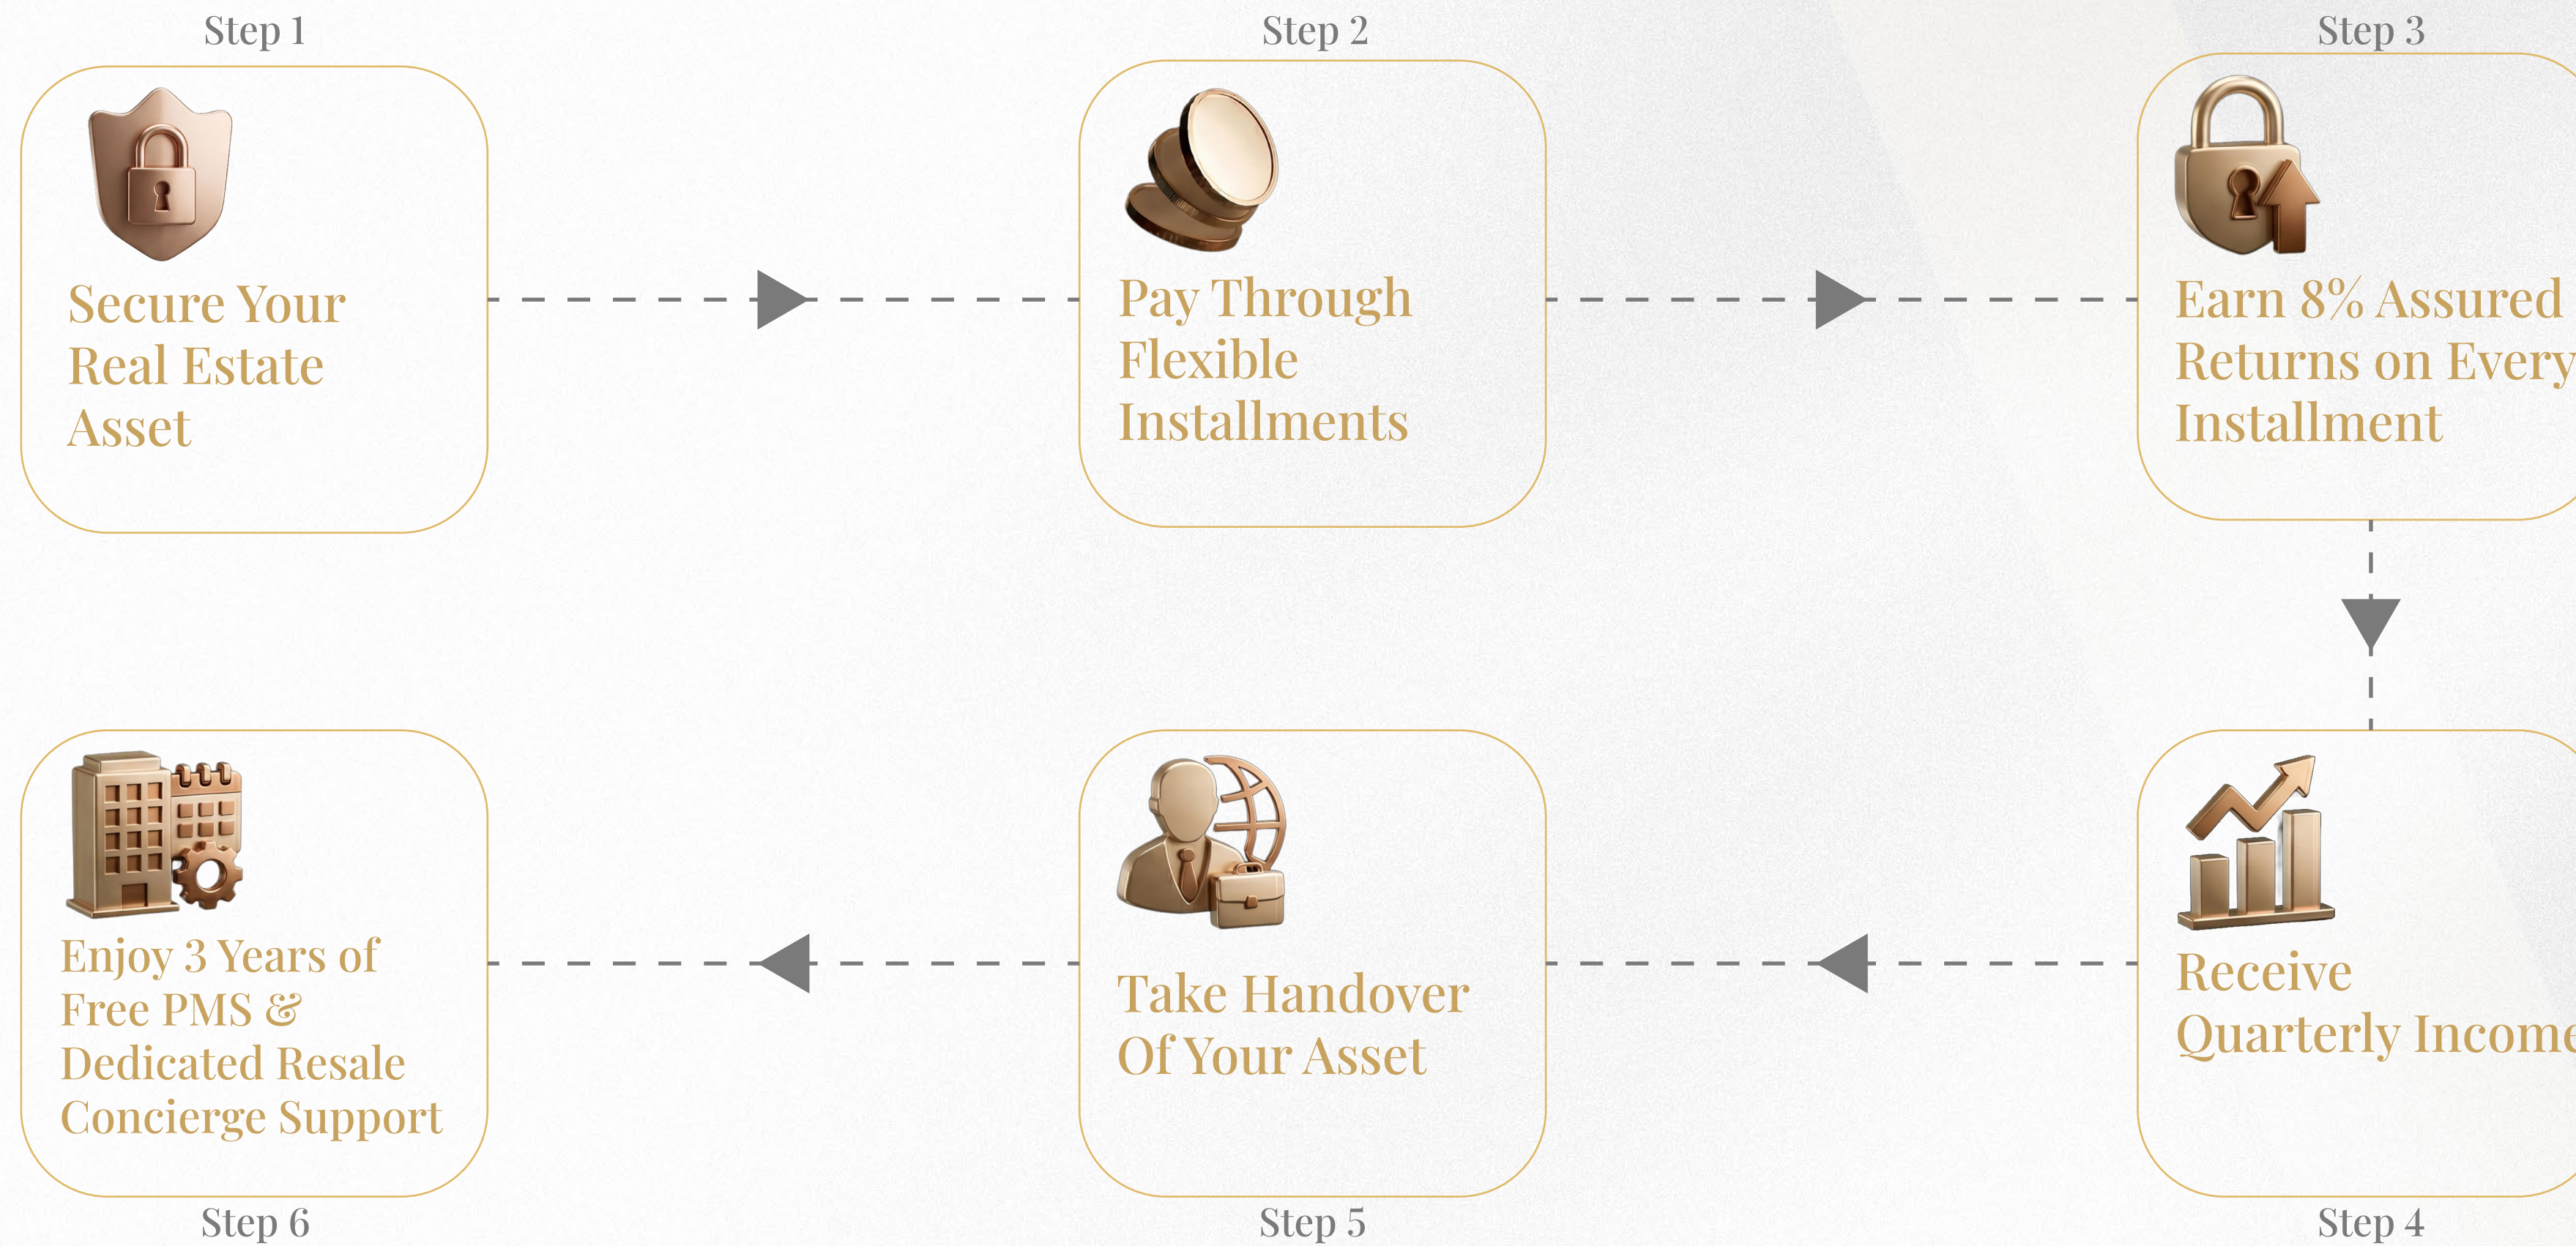 Step 1
Secure Your
Real Estate
Asset
Step 2
Pay Through
Flexible
Installments
Step 3
Earn 8% Assured
Returns on Every
Installment
Receive
Quarterly Income
Step 4
Take Handover
Of Your Asset
Step 5
Enjoy 3 Years of
Free PMS &
Dedicated Resale
Concierge Support
Step 6